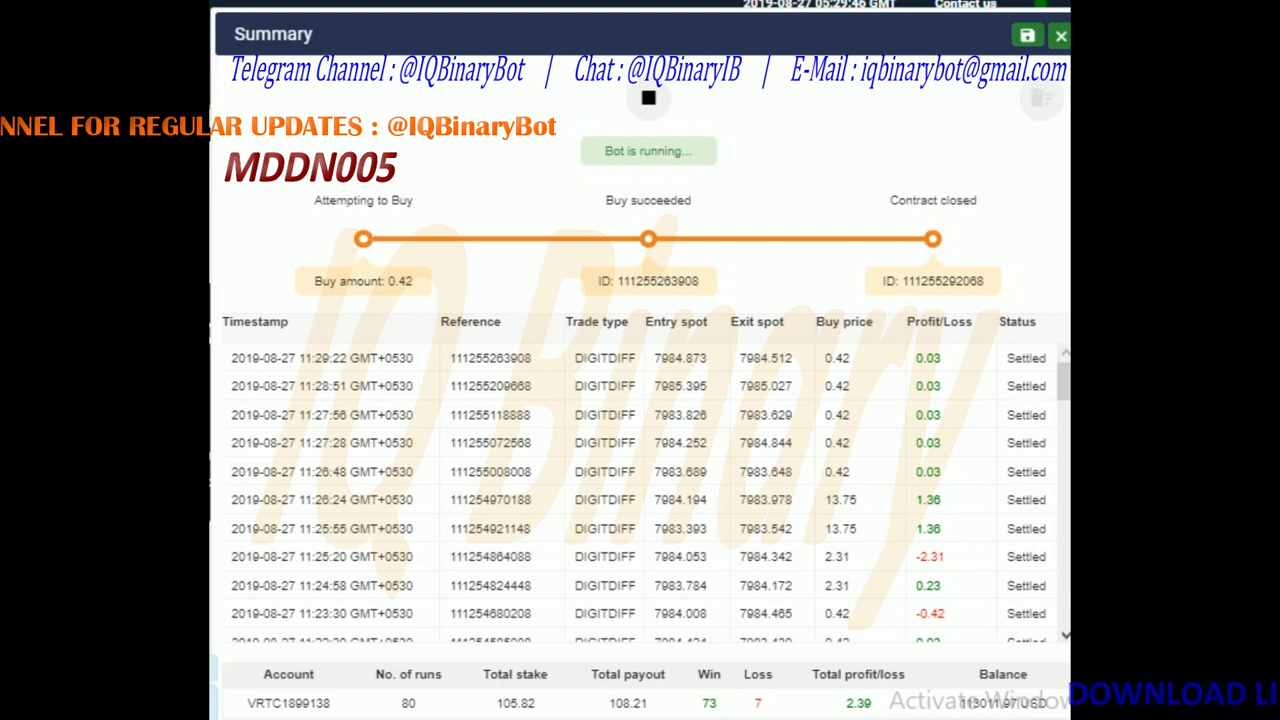 2019-08-27 05:29:46 GMT Contact us
Summary
Telegram Channel : @IQBinaryBot | Chat : @IQBinaryIB | E-Mail : iqbinarybot@gmail.com
NNEL FOR REGULAR UPDATES : @IQBinaryBot
Bot is running...
MDDN005
Attempting to Buy Buy succeeded Contract closed
Buy amount: 0.42 ID: 111255263908 ID: 111255292068
IQ Binary
Timestamp Reference Trade type Entry spot Exit spot Buy price Profit/Loss Status
2019-08-27 11:29:22 GMT+0530 111255263908 DIGITDIFF 7984.873 7984.512 0.42 0.03 Settled
2019-08-27 11:28:51 GMT+0530 111255209668 DIGITDIFF 7985.395 7985.027 0.42 0.03 Settled
2019-08-27 11:27:56 GMT+0530 111255118888 DIGITDIFF 7983.826 7983.629 0.42 0.03 Settled
2019-08-27 11:27:28 GMT+0530 111255072568 DIGITDIFF 7984.252 7984.844 0.42 0.03 Settled
2019-08-27 11:26:48 GMT+0530 111255008008 DIGITDIFF 7983.689 7983.648 0.42 0.03 Settled
2019-08-27 11:26:24 GMT+0530 111254970188 DIGITDIFF 7984.194 7983.978 13.75 1.36 Settled
2019-08-27 11:25:55 GMT+0530 111254921148 DIGITDIFF 7983.393 7983.542 13.75 1.36 Settled
2019-08-27 11:25:20 GMT+0530 111254864088 DIGITDIFF 7984.053 7984.342 2.31 -2.31 Settled
2019-08-27 11:24:58 GMT+0530 111254824448 DIGITDIFF 7983.784 7984.172 2.31 0.23 Settled
2019-08-27 11:23:30 GMT+0530 111254680208 DIGITDIFF 7984.008 7984.465 0.42 -0.42 Settled
Account No. of runs Total stake Total payout Win Loss Total profit/loss Balance
VRTC1899138 80 105.82 108.21 73 7 2.39
Activate Window
DOWNLOAD LI